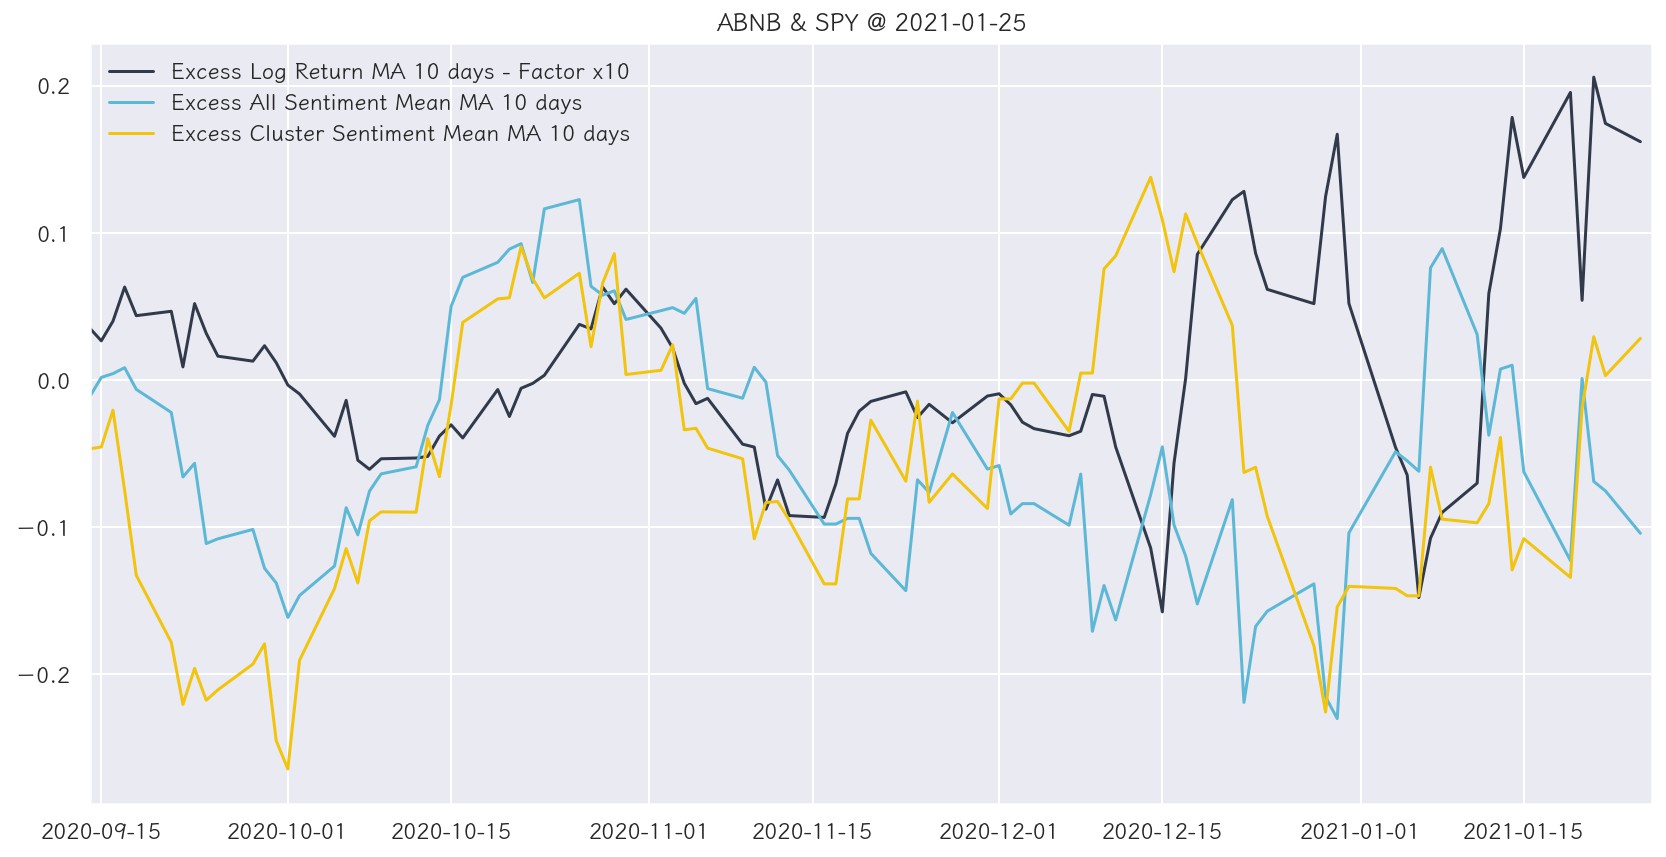 ABNB & SPY @ 2021-01-25
Excess Log Return MA 10 days - Factor x10
Excess All Sentiment Mean MA 10 days
Excess Cluster Sentiment Mean MA 10 days
0.2
0.1
0.0
−0.1
−0.2
2020-09-15 2020-10-01 2020-10-15 2020-11-01 2020-11-15 2020-12-01 2020-12-15 2021-01-01 2021-01-15